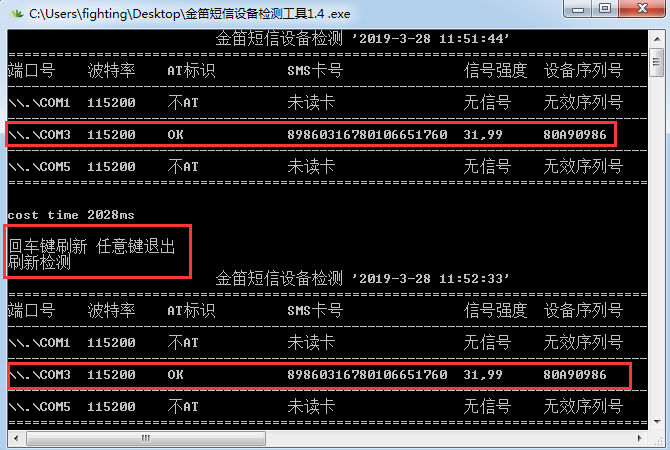 C:\Users\fighting\Desktop\金笛短信设备检测工具1.4 .exe
金笛短信设备检测 '2019-3-28 11:51:44'
端口号 波特率 AT标识 SMS卡号 信号强度 设备序列号
\\.\COM1 115200 不AT 未读卡 无信号 无效序列号
\\.\COM3 115200 OK 89860316780106651760 31,99 80A90986
\\.\COM5 115200 不AT 未读卡 无信号 无效序列号
cost time 2028ms
回车键刷新 任意键退出
刷新检测
金笛短信设备检测 '2019-3-28 11:52:33'
端口号 波特率 AT标识 SMS卡号 信号强度 设备序列号
\\.\COM1 115200 不AT 未读卡 无信号 无效序列号
\\.\COM3 115200 OK 89860316780106651760 31,99 80A90986
\\.\COM5 115200 不AT 未读卡 无信号 无效序列号